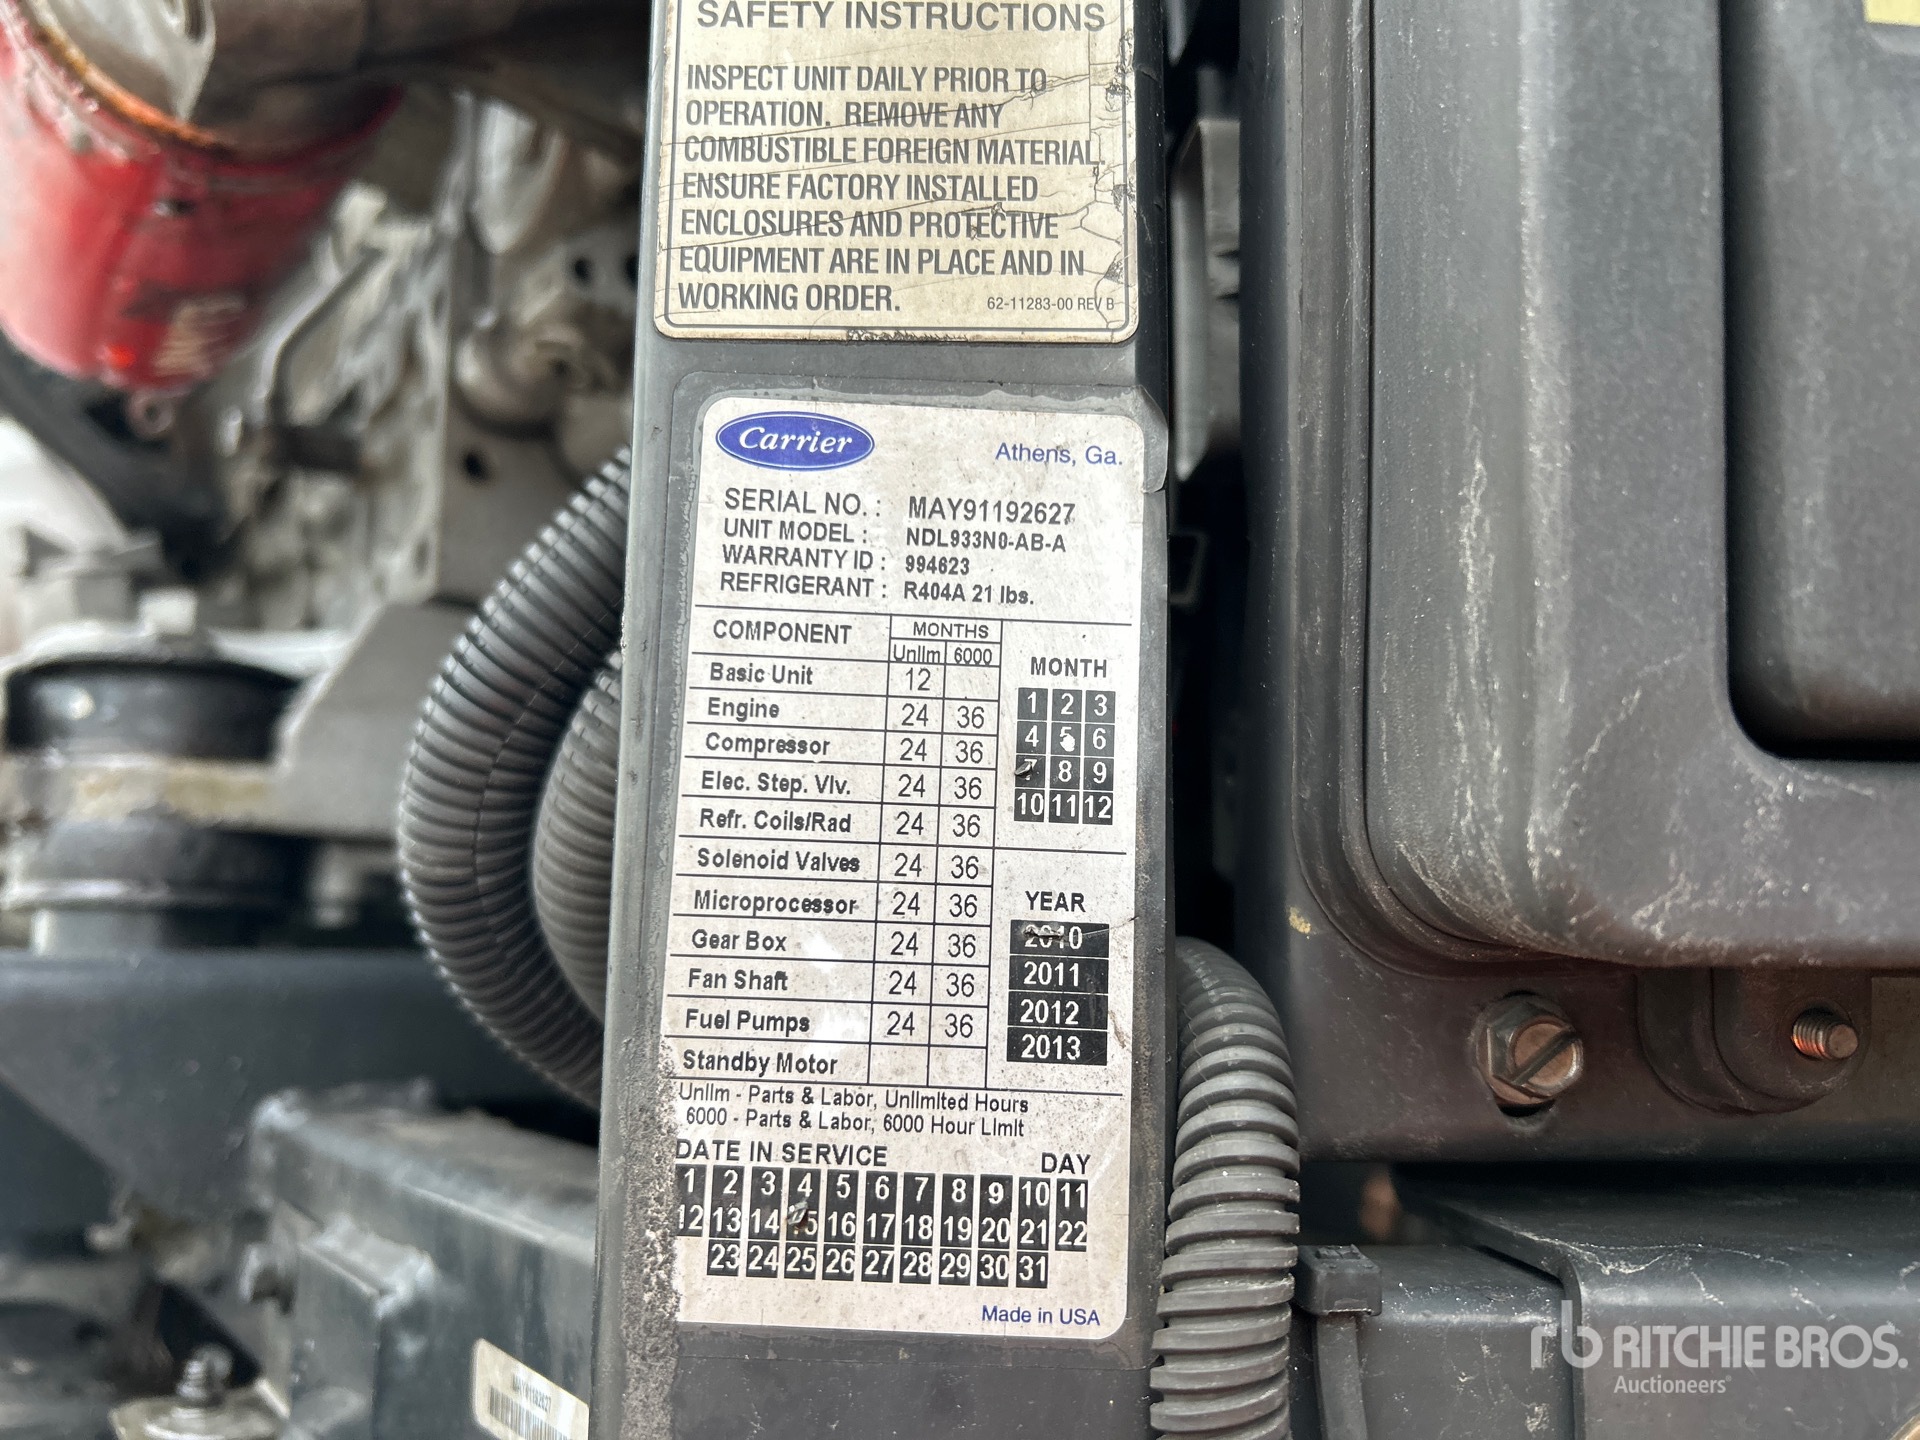 SAFETY INSTRUCTIONS
INSPECT UNIT DAILY PRIOR TO
OPERATION. REMOVE ANY
COMBUSTIBLE FOREIGN MATERIAL.
ENSURE FACTORY INSTALLED
ENCLOSURES AND PROTECTIVE
EQUIPMENT ARE IN PLACE AND IN
WORKING ORDER.
62-11283-00 REV B
Carrier
Athens, Ga.
SERIAL NO. : MAY91192627
UNIT MODEL : NDL933N0-AB-A
WARRANTY ID : 994623
REFRIGERANT : R404A 21 lbs.
COMPONENT MONTHS
Unlim 6000
Basic Unit 12
Engine 24 36
Compressor 24 36
Elec. Step. Vlv. 24 36
Refr. Coils/Rad 24 36
Solenoid Valves 24 36
Microprocessor 24 36
Gear Box 24 36
Fan Shaft 24 36
Fuel Pumps 24 36
Standby Motor
MONTH
1 2 3
4 5 6
7 8 9
10 11 12
YEAR
2010
2011
2012
2013
Unlim - Parts & Labor, Unlimited Hours
6000 - Parts & Labor, 6000 Hour Limit
DATE IN SERVICE DAY
1 2 3 4 5 6 7 8 9 10 11
12 13 14 15 16 17 18 19 20 21 22
23 24 25 26 27 28 29 30 31
Made in USA
MAY91192627
rb RITCHIE BROS.
Auctioneers